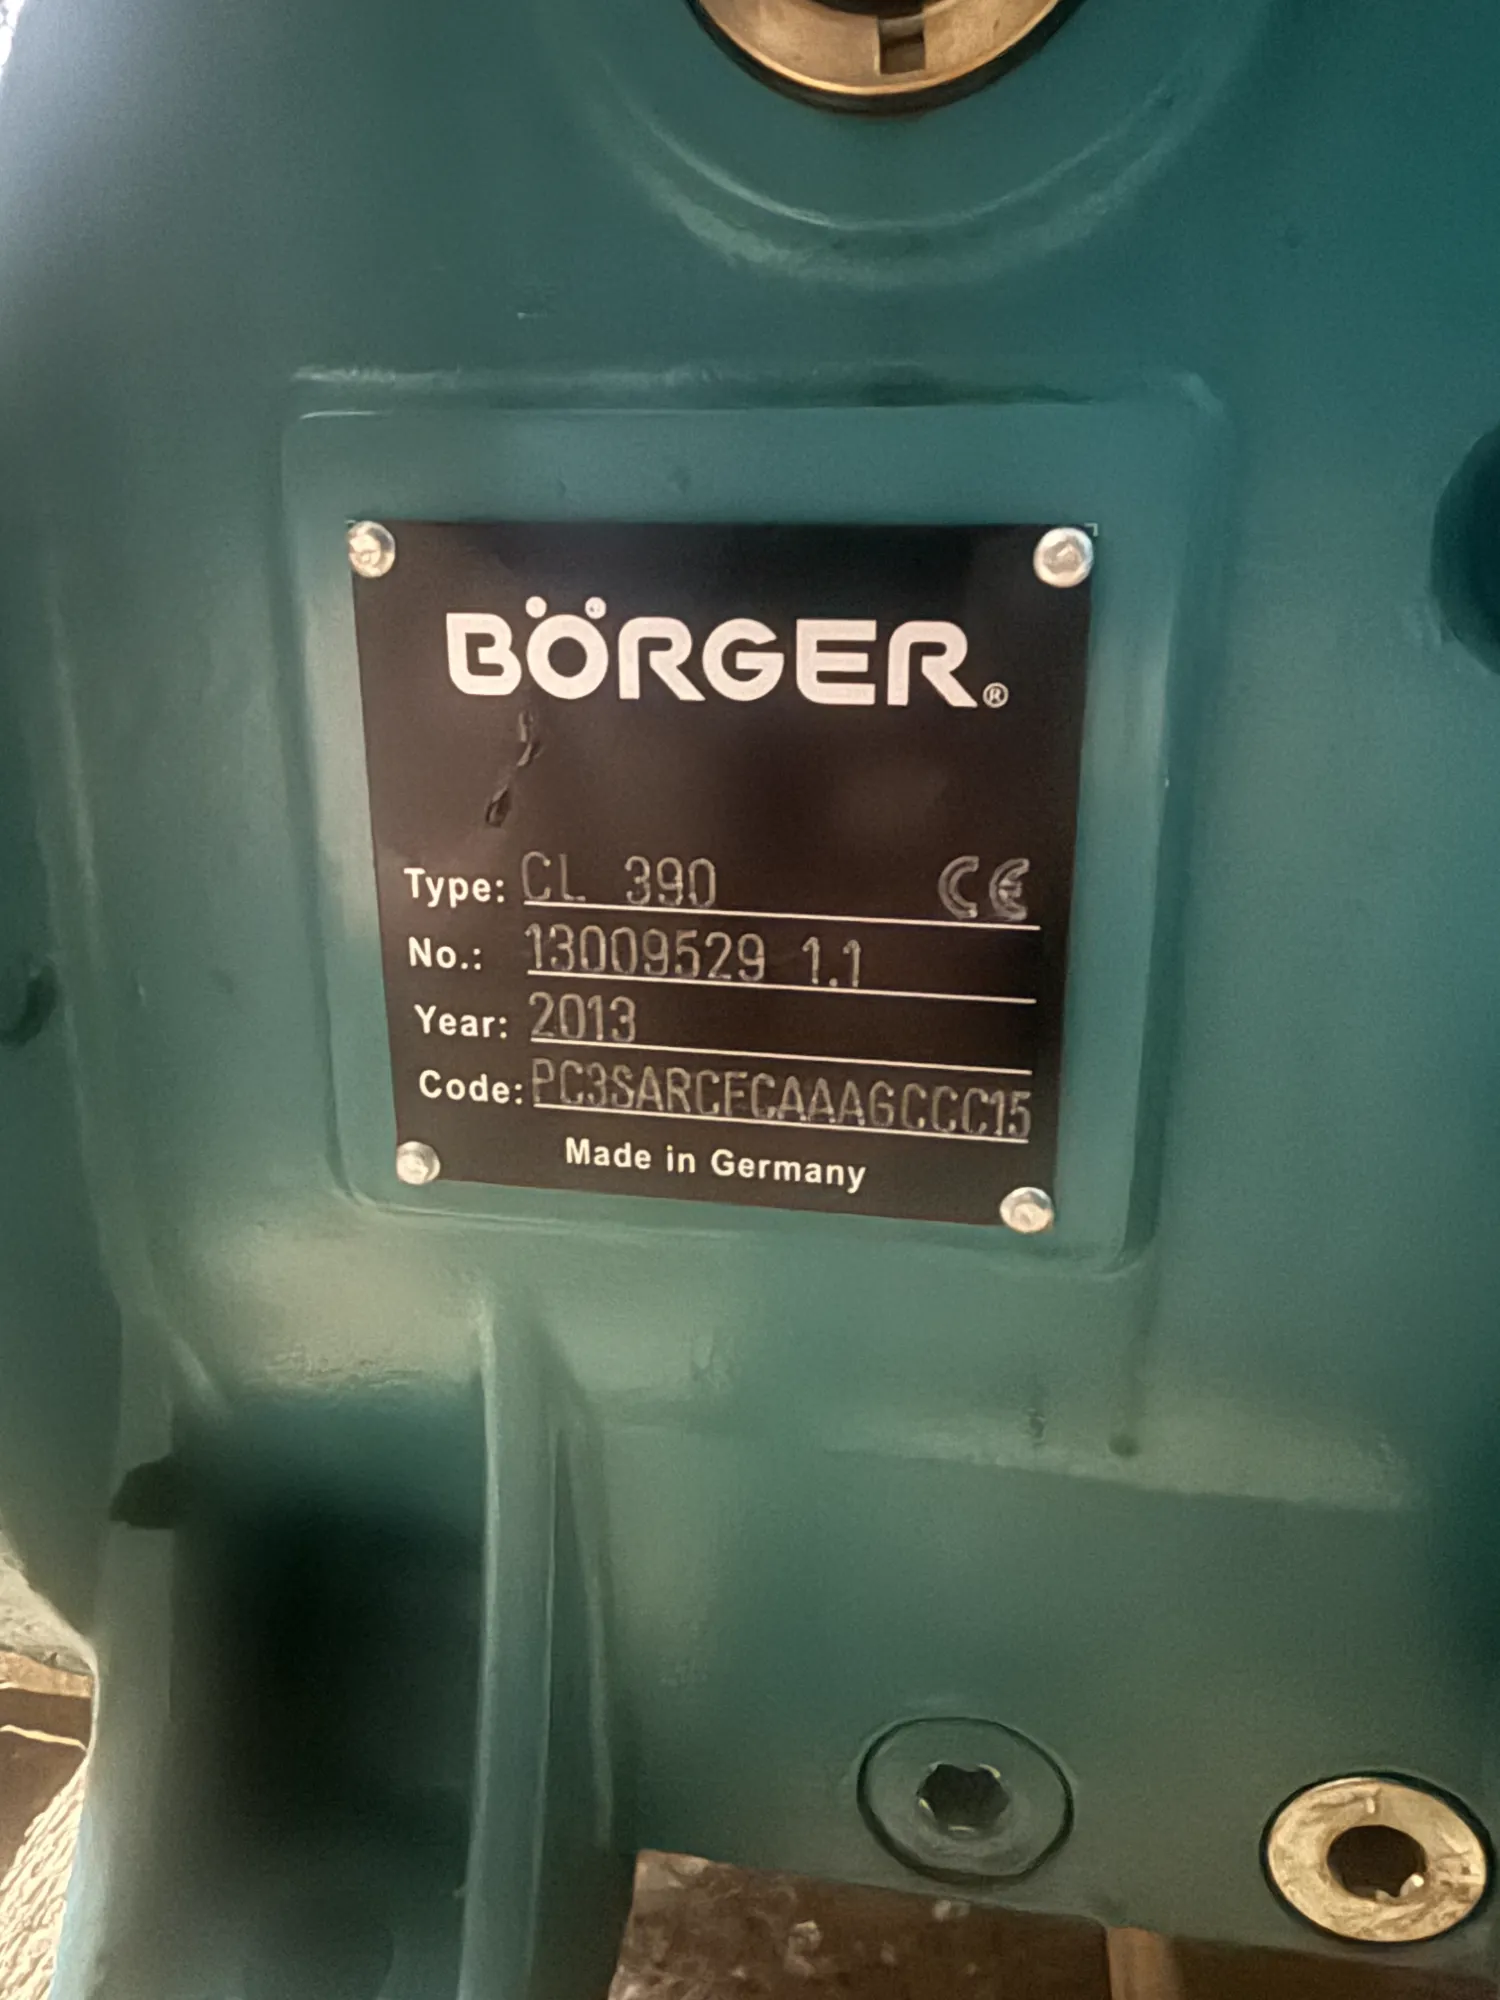 BÖRGER®
Type: CL 390 CE
No.: 13009529 1.1
Year: 2013
Code: PC3SARCFCAAAGCCC15
Made in Germany